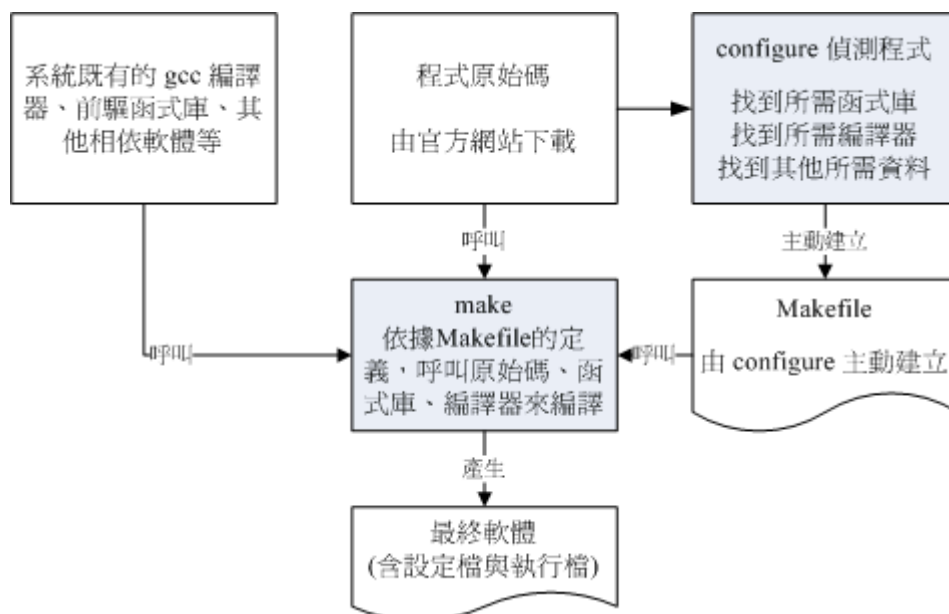 系統既有的 gcc 編譯
器、前驅函式庫、其
他相依軟體等
程式原始碼
由官方網站下載
configure 偵測程式
找到所需函式庫
找到所需編譯器
找到其他所需資料
呼叫
主動建立
make
依據Makefile的定
義，呼叫原始碼、函
式庫、編譯器來編譯
Makefile
由 configure 主動建立
呼叫
呼叫
產生
最終軟體
(含設定檔與執行檔)